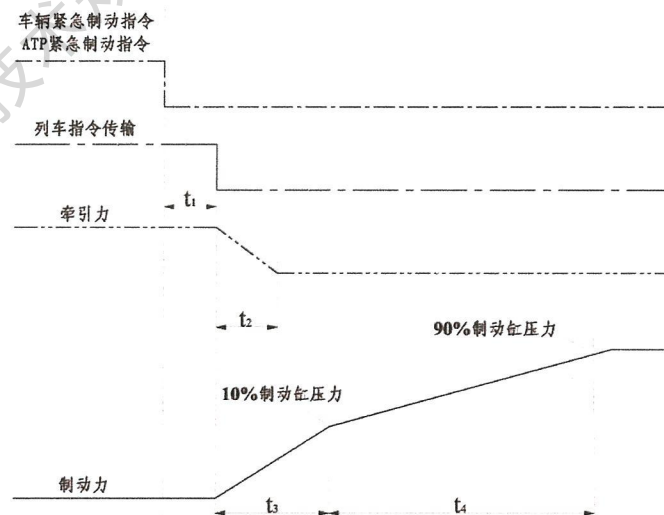 车辆紧急制动指令
ATP紧急制动指令
列车指令传输
t₁
牵引力
t₂
90%制动缸压力
10%制动缸压力
制动力
t₃
t₄